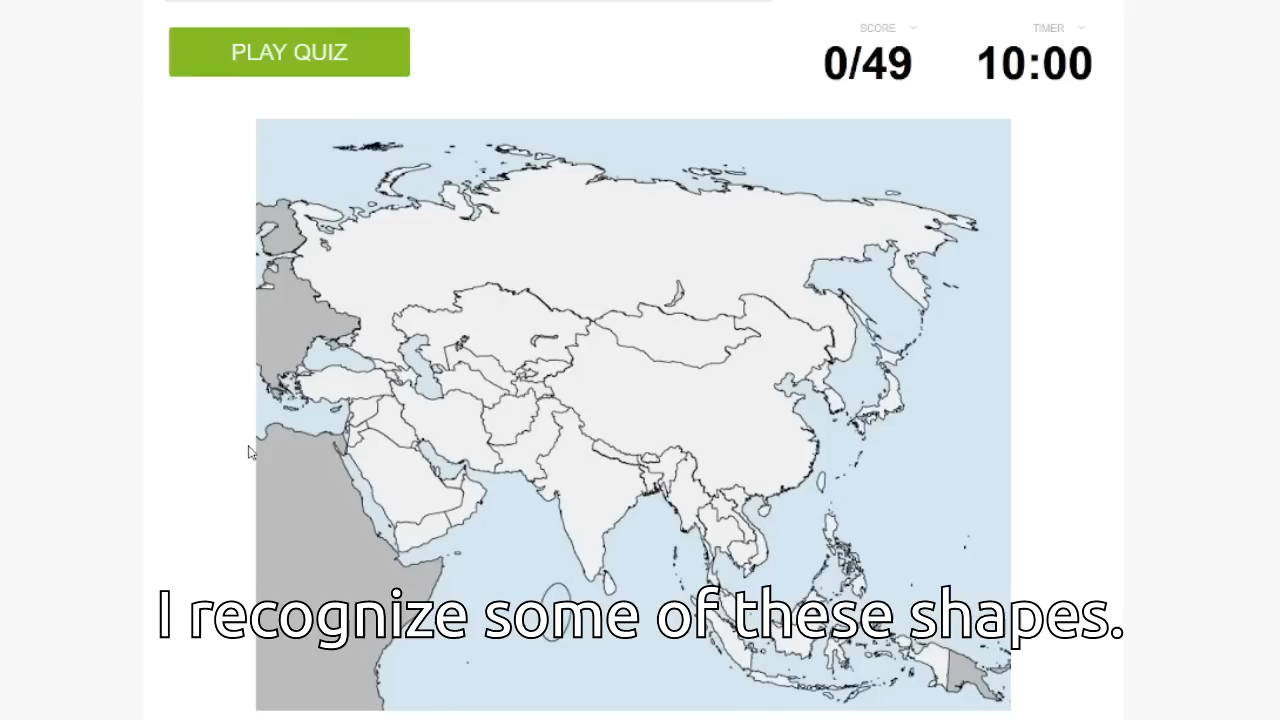 PLAY QUIZ
SCORE
TIMER
0/49
10:00
I recognize some of these shapes.